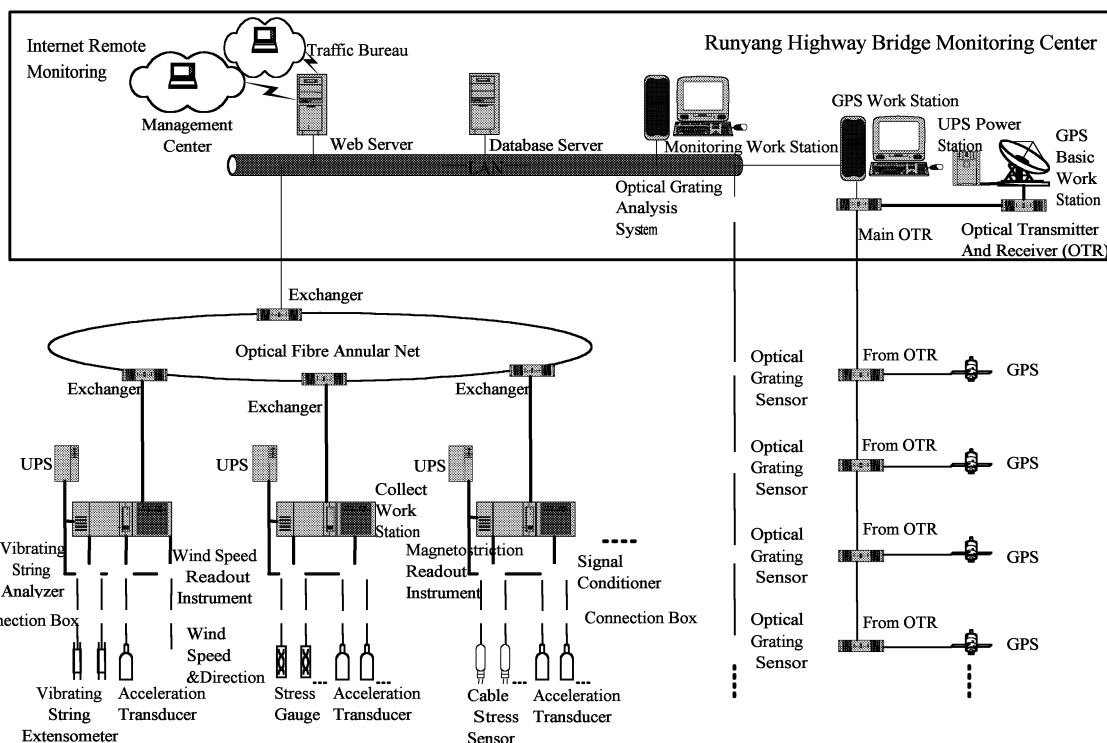 Internet Remote
Monitoring
Traffic Bureau
Runyang Highway Bridge Monitoring Center
Management
Center
Web Server
Database Server
Monitoring Work Station
GPS Work Station
UPS Power
Station
GPS
Basic
Work
Station
LAN
Optical Grating
Analysis
System
Main OTR
Optical Transmitter
And Receiver (OTR)
Exchanger
Optical Fibre Annular Net
Exchanger
Exchanger
Exchanger
Optical
Grating
Sensor
From OTR
GPS
Optical
Grating
Sensor
From OTR
GPS
Optical
Grating
Sensor
From OTR
GPS
Optical
Grating
Sensor
From OTR
GPS
UPS
UPS
UPS
Collect
Work
Station
Vibrating
String
Analyzer
Wind Speed
Readout
Instrument
Magnetostriction
Readout
Instrument
Signal
Conditioner
nection Box
Connection Box
Wind
Speed
&Direction
Vibrating
String
Extensometer
Acceleration
Transducer
Stress
Gauge
Acceleration
Transducer
Cable
Stress
Sensor
Acceleration
Transducer